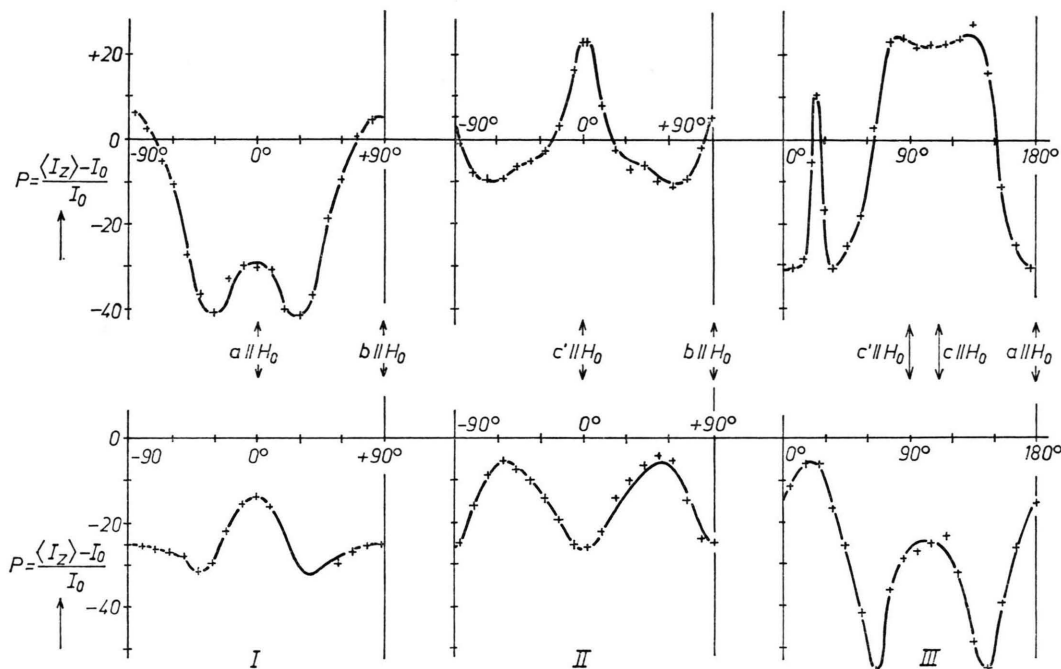 +20
0
-20
-40
-90° 0° +90°
-90° 0° +90°
0° 90° 180°
P = (⟨I_Z⟩ - I_0) / I_0
a // H_0
b // H_0
c' // H_0
b // H_0
c' // H_0
c // H_0
a // H_0
0
-20
-40
-90 0° +90°
-90° 0° +90°
0° 90° 180°
P = (⟨I_Z⟩ - I_0) / I_0
I
II
III